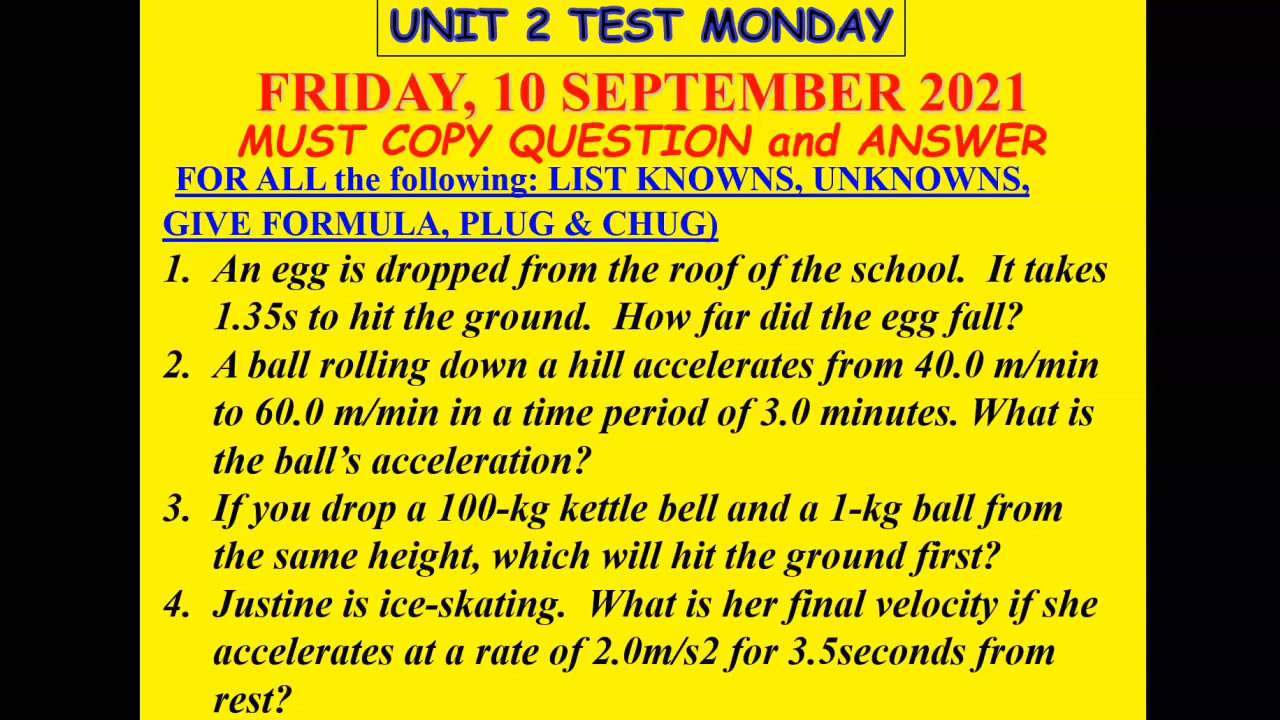 UNIT 2 TEST MONDAY
FRIDAY, 10 SEPTEMBER 2021
MUST COPY QUESTION and ANSWER
FOR ALL the following: LIST KNOWNS, UNKNOWNS,
GIVE FORMULA, PLUG & CHUG)
1. An egg is dropped from the roof of the school. It takes
1.35s to hit the ground. How far did the egg fall?
2. A ball rolling down a hill accelerates from 40.0 m/min
to 60.0 m/min in a time period of 3.0 minutes. What is
the ball's acceleration?
3. If you drop a 100-kg kettle bell and a 1-kg ball from
the same height, which will hit the ground first?
4. Justine is ice-skating. What is her final velocity if she
accelerates at a rate of 2.0m/s2 for 3.5seconds from
rest?